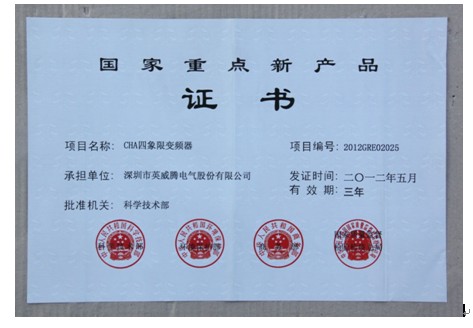 国家重点新产品
证书
项目名称： CHA四象限变频器
项目编号： 2012GRE02025
承担单位： 深圳市英威腾电气股份有限公司
发证时间： 二〇一二年五月
有效期： 三年
批准机关： 科学技术部